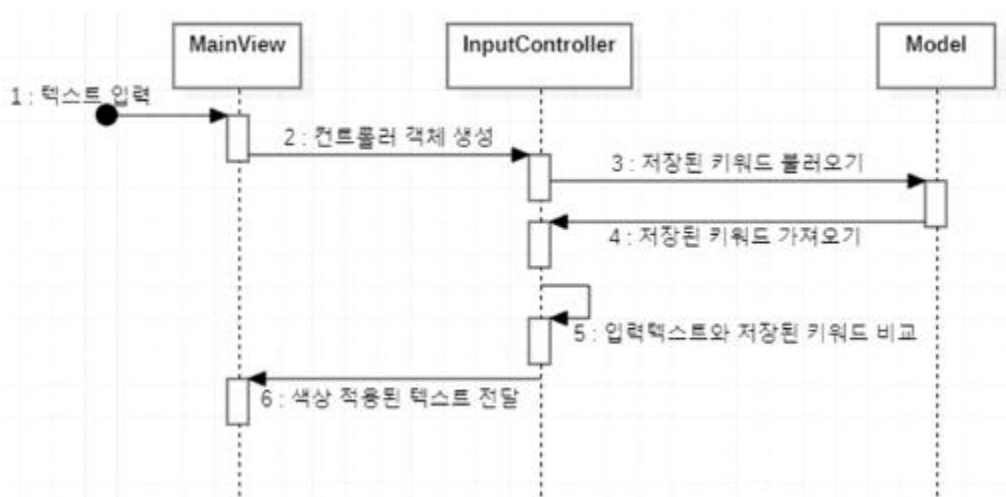 MainView
InputController
Model
1 : 텍스트 입력
2 : 컨트롤러 객체 생성
3 : 저장된 키워드 불러오기
4 : 저장된 키워드 가져오기
5 : 입력텍스트와 저장된 키워드 비교
6 : 색상 적용된 텍스트 전달